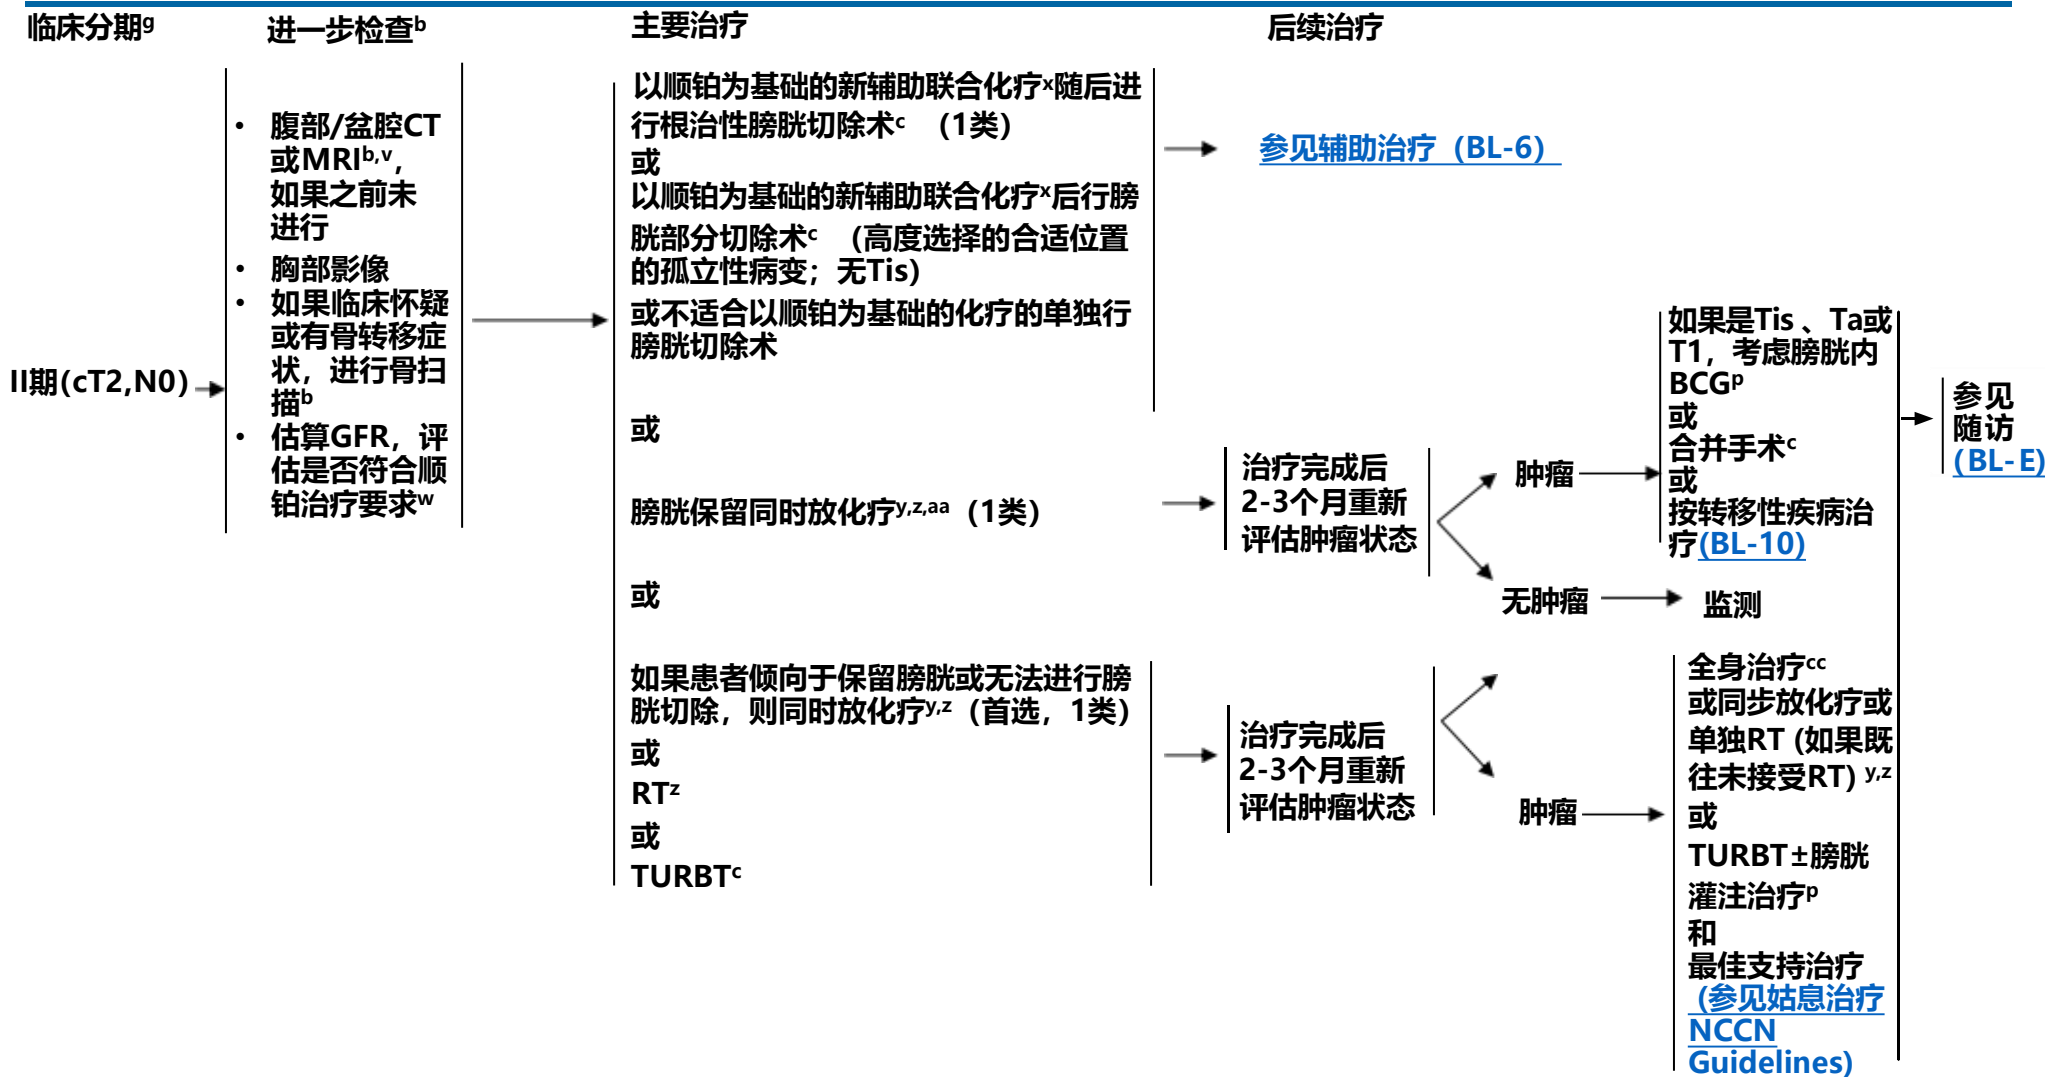 临床分期g
进一步检查b
主要治疗
后续治疗
II期(cT2,N0)
• 腹部/盆腔CT
或MRIb,v，
如果之前未
进行
• 胸部影像
• 如果临床怀疑
或有骨转移症
状，进行骨扫
描b
• 估算GFR，评
估是否符合顺
铂治疗要求w
以顺铂为基础的新辅助联合化疗x随后进
行根治性膀胱切除术c （1类）
或
以顺铂为基础的新辅助联合化疗x后行膀
胱部分切除术c （高度选择的合适位置
的孤立性病变；无Tis）
或不适合以顺铂为基础的化疗的单独行
膀胱切除术
或
膀胱保留同时放化疗y,z,aa（1类）
或
如果患者倾向于保留膀胱或无法进行膀
胱切除，则同时放化疗y,z（首选，1类）
或
RTz
或
TURBTc
参见辅助治疗（BL-6）
治疗完成后
2-3个月重新
评估肿瘤状态
肿瘤
无肿瘤
如果是Tis 、Ta或
T1，考虑膀胱内
BCGp
或
合并手术c
或
按转移性疾病治
疗(BL-10)
监测
治疗完成后
2-3个月重新
评估肿瘤状态
肿瘤
全身治疗cc
或同步放化疗或
单独RT (如果既
往未接受RT) y,z
或
TURBT±膀胱
灌注治疗p
和
最佳支持治疗
(参见姑息治疗
NCCN
Guidelines)
参见
随访
(BL-E)